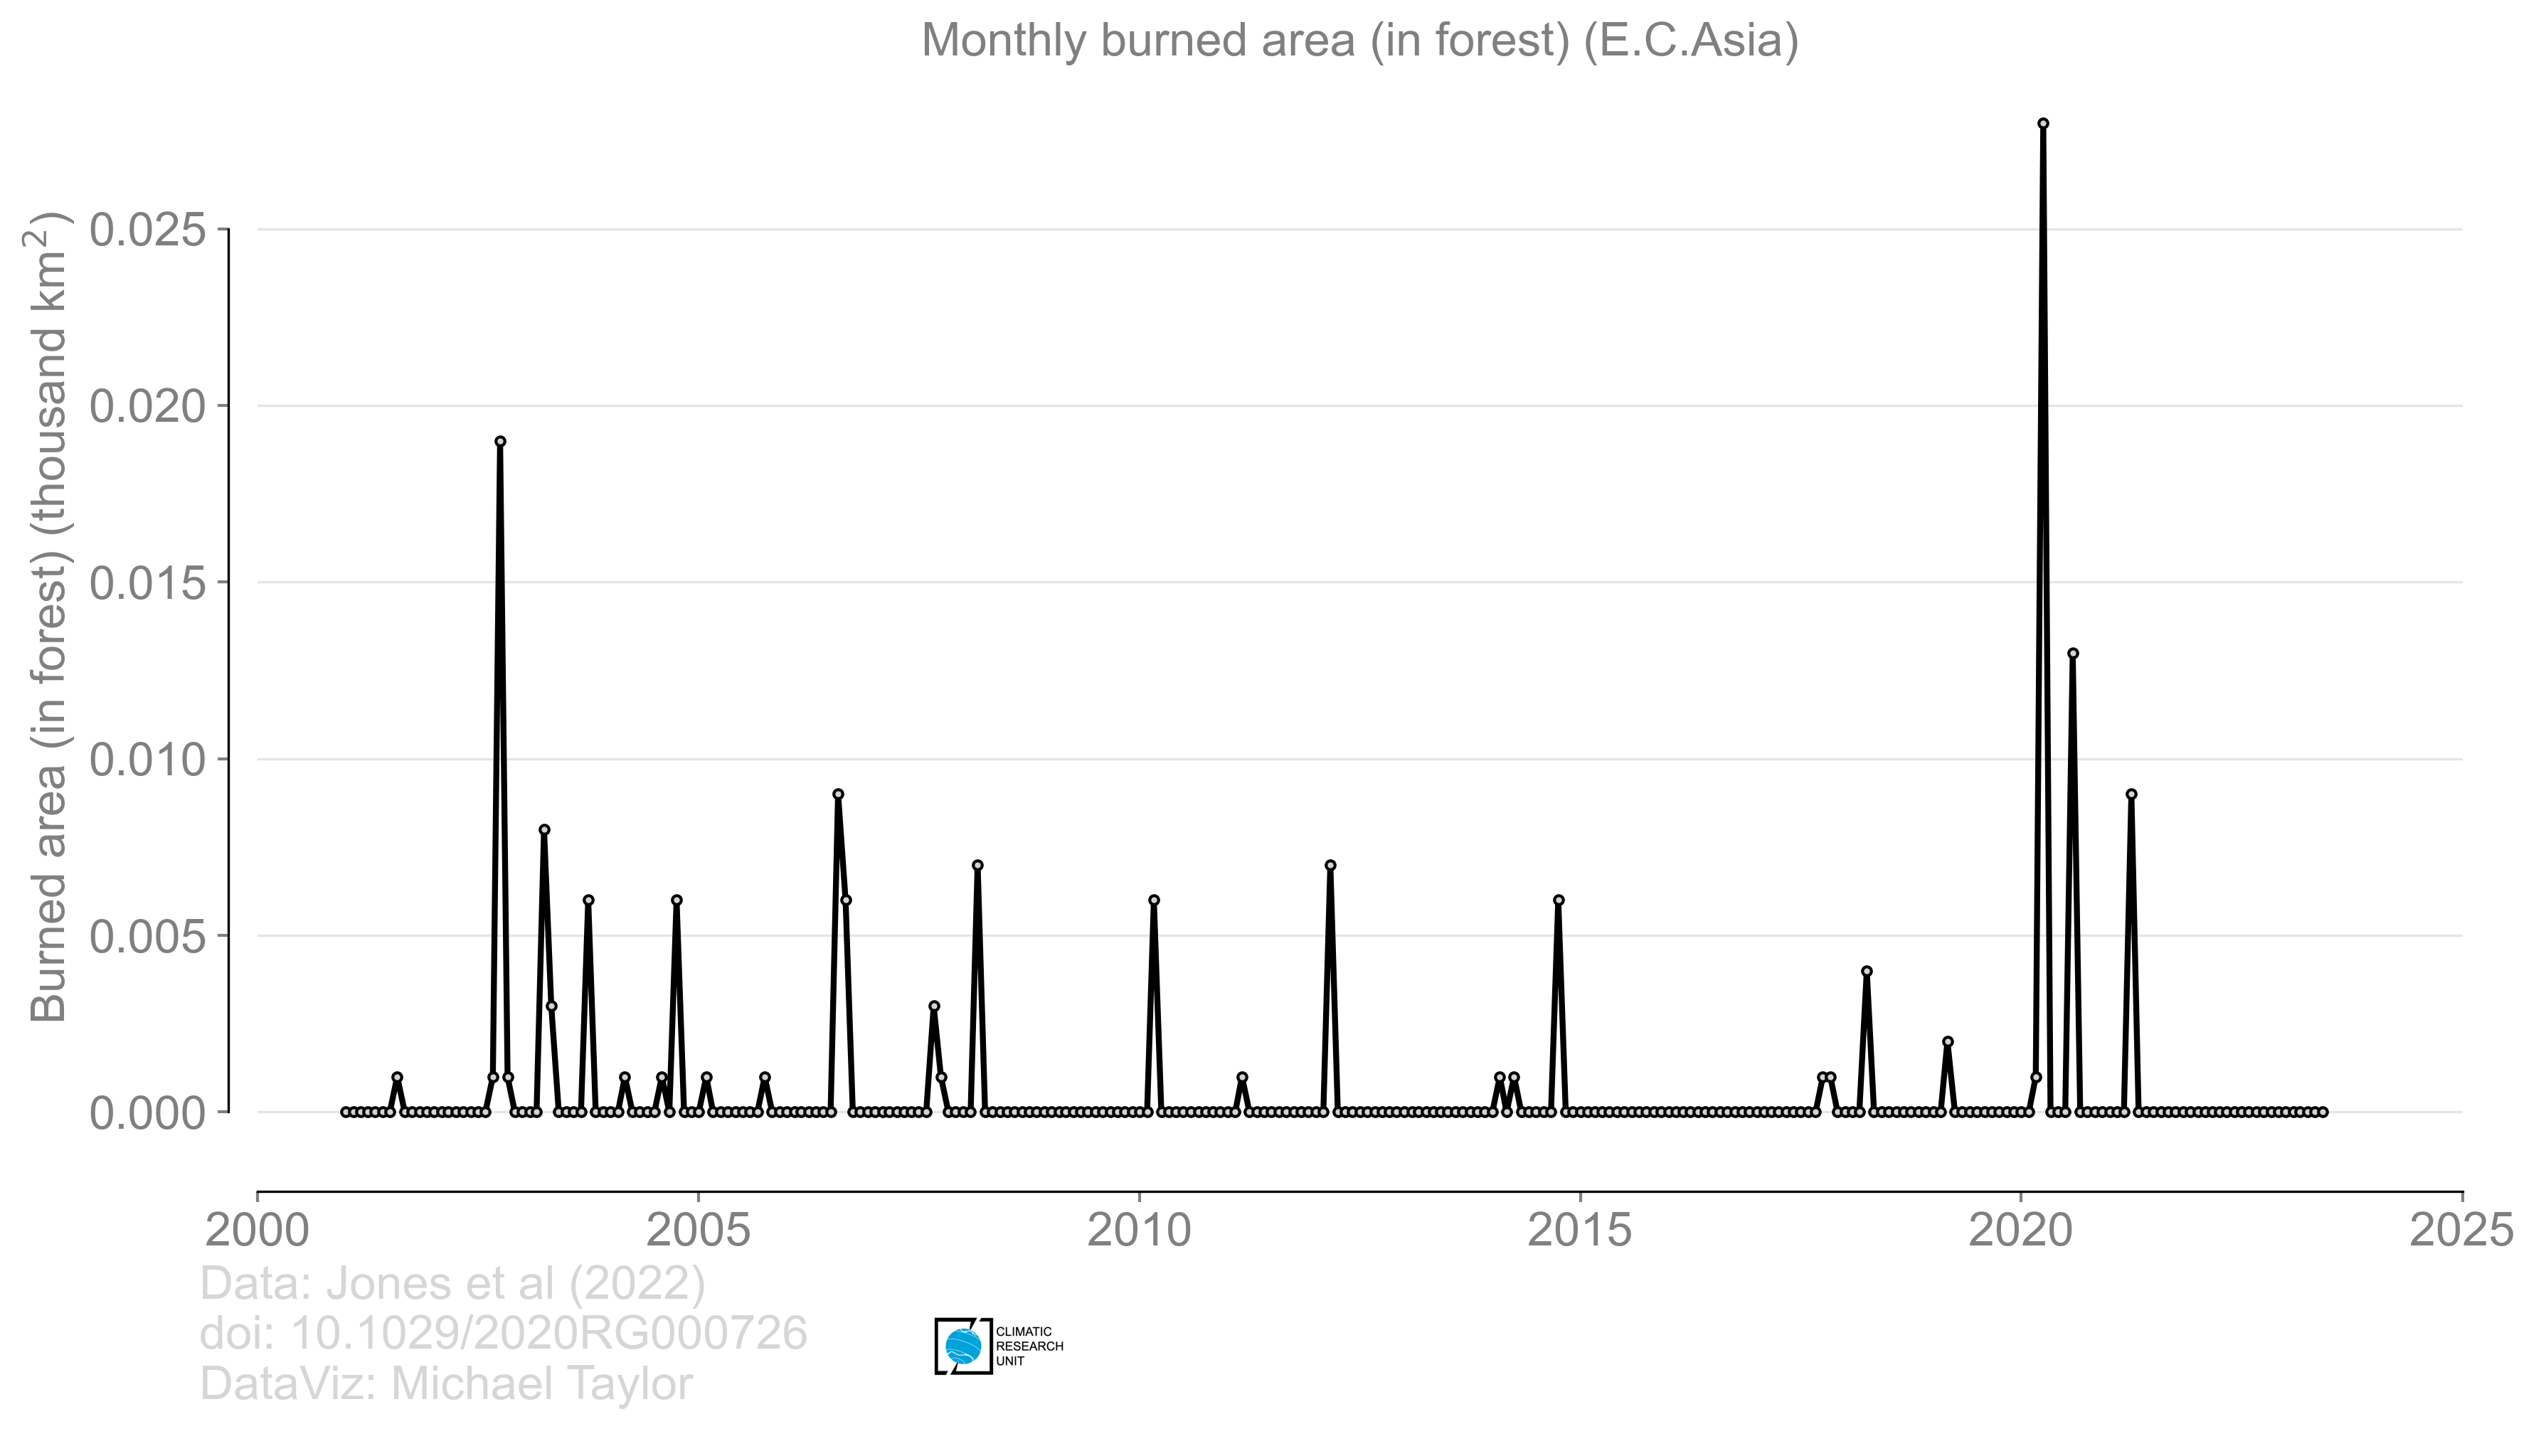 Monthly burned area (in forest) (E.C.Asia)
Burned area (in forest) (thousand km²)
0.025
0.020
0.015
0.010
0.005
0.000
2000
2005
2010
2015
2020
2025
Data: Jones et al (2022)
doi: 10.1029/2020RG000726
DataViz: Michael Taylor
CLIMATIC
RESEARCH
UNIT